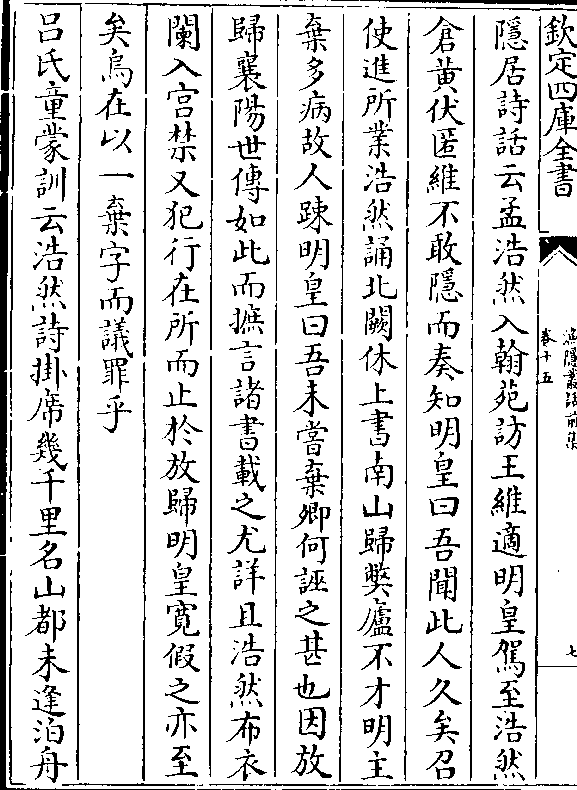 欽定四庫全書
漁隱叢話前集
卷十五
七
隱居詩話云孟浩然入翰苑訪王維適明皇駕至浩然
倉黃伏匿維不敢隱而奏知明皇曰吾聞此人久矣召
使進所業浩然誦北闕休上書南山歸弊廬不才明主
棄多病故人踈明皇曰吾未嘗棄卿何誣之甚也因放
歸襄陽世傳如此而摭言諸書載之尤詳且浩然布衣
闌入宫禁又犯行在所而止於放歸明皇寛假之亦至
矣烏在以一棄字而議罪乎
吕氏童蒙訓云浩然詩掛席幾千里名山都未逢泊舟